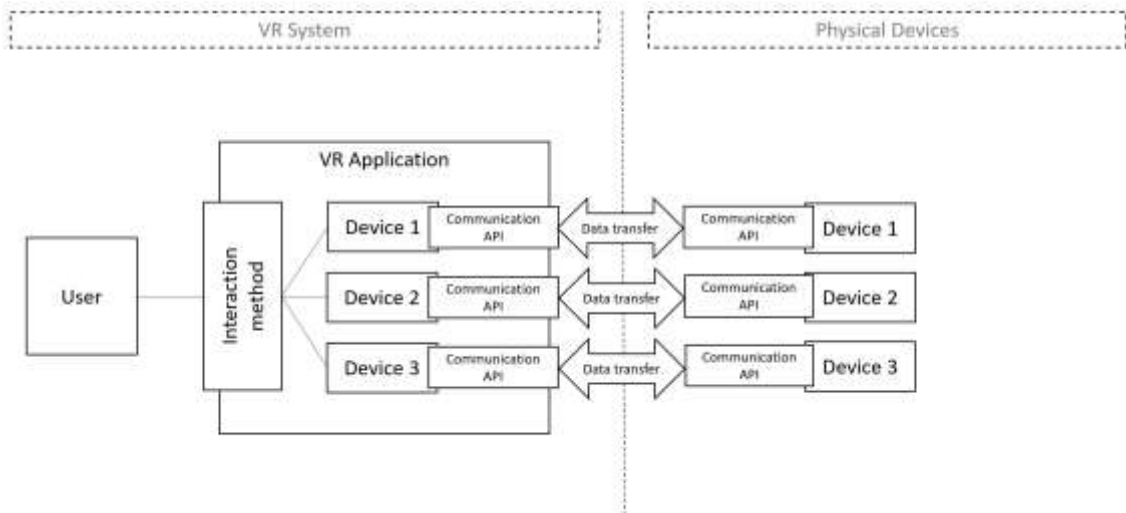 VR System
Physical Devices
VR Application
User
Interaction
method
Device 1
Communication
API
Data transfer
Communication
API
Device 1
Device 2
Communication
API
Data transfer
Communication
API
Device 2
Device 3
Communication
API
Data transfer
Communication
API
Device 3